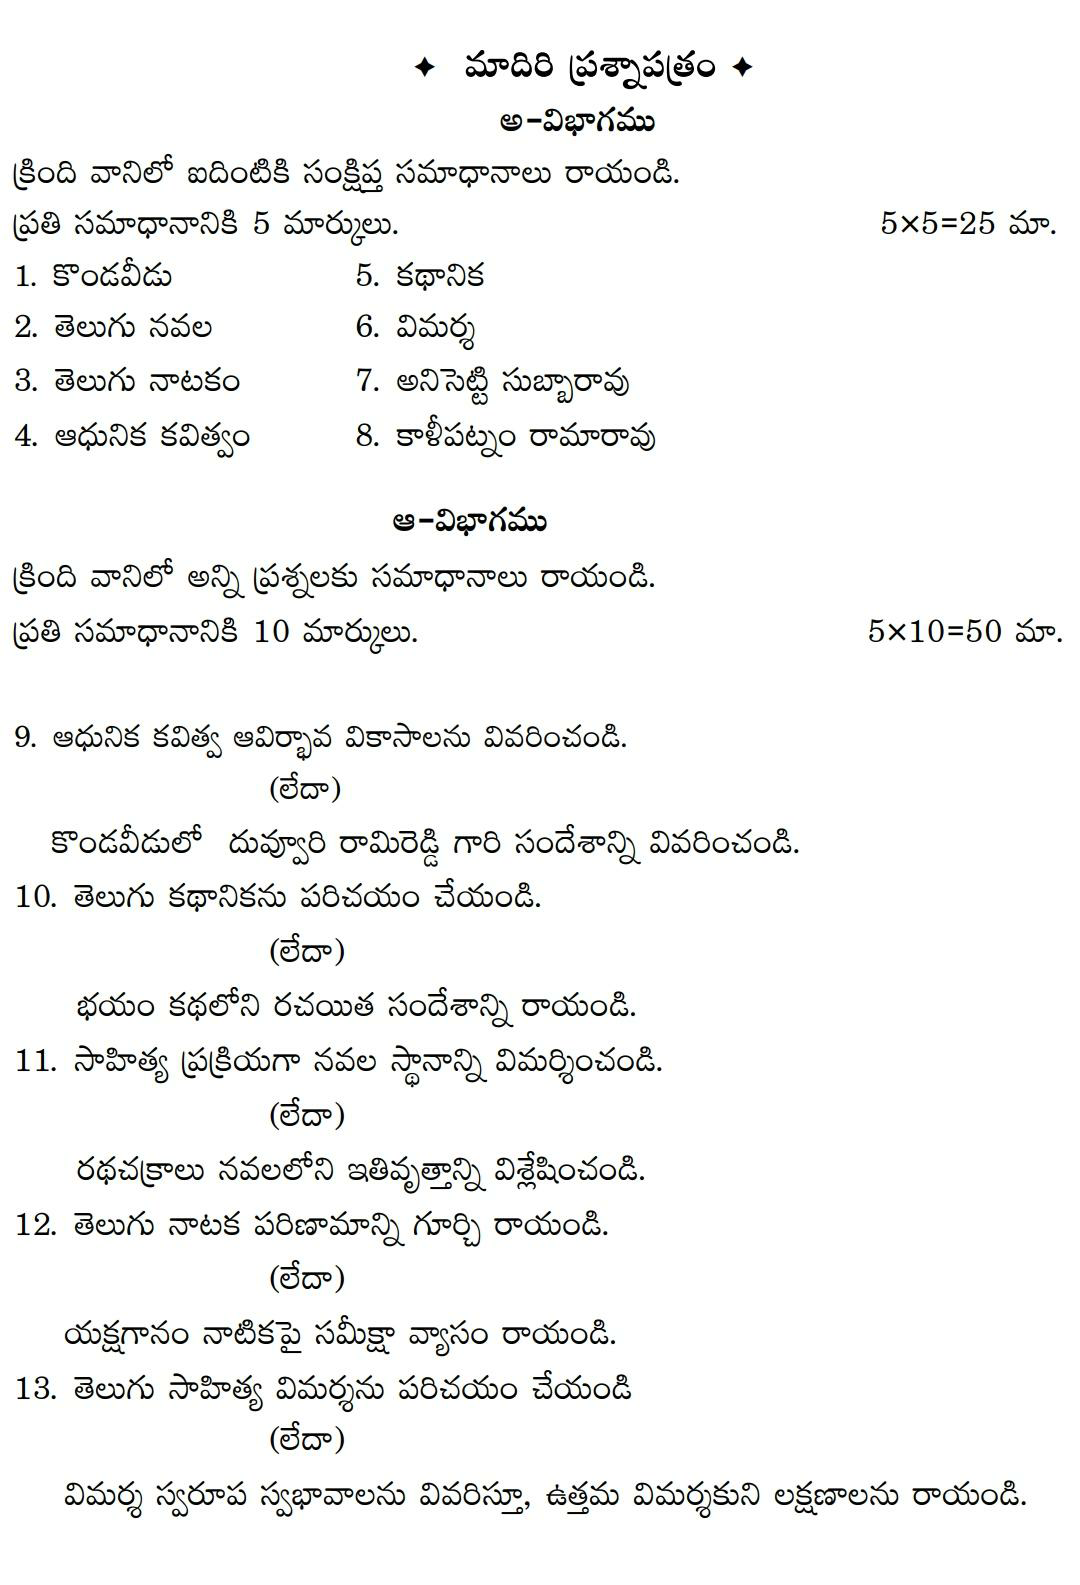 ✦ మాదిరి ప్రశ్నాపత్రం ✦
అ-విభాగము
క్రింది వానిలో ఐదింటికి సంక్షిప్త సమాధానాలు రాయండి.
ప్రతి సమాధానానికి 5 మార్కులు. 5×5=25 మా.
1. కొండవీడు 5. కథానిక
2. తెలుగు నవల 6. విమర్శ
3. తెలుగు నాటకం 7. అనిసెట్టి సుబ్బారావు
4. ఆధునిక కవిత్వం 8. కాళీపట్నం రామారావు
ఆ-విభాగము
క్రింది వానిలో అన్ని ప్రశ్నలకు సమాధానాలు రాయండి.
ప్రతి సమాధానానికి 10 మార్కులు. 5×10=50 మా.
9. ఆధునిక కవిత్వ ఆవిర్భావ వికాసాలను వివరించండి.
(లేదా)
కొండవీడులో దువ్వూరి రామిరెడ్డి గారి సందేశాన్ని వివరించండి.
10. తెలుగు కథానికను పరిచయం చేయండి.
(లేదా)
భయం కథలోని రచయిత సందేశాన్ని రాయండి.
11. సాహిత్య ప్రక్రియగా నవల స్థానాన్ని విమర్శించండి.
(లేదా)
రథచక్రాలు నవలలోని ఇతివృత్తాన్ని విశ్లేషించండి.
12. తెలుగు నాటక పరిణామాన్ని గూర్చి రాయండి.
(లేదా)
యక్షగానం నాటికపై సమీక్షా వ్యాసం రాయండి.
13. తెలుగు సాహిత్య విమర్శను పరిచయం చేయండి
(లేదా)
విమర్శ స్వరూప స్వభావాలను వివరిస్తూ, ఉత్తమ విమర్శకుని లక్షణాలను రాయండి.